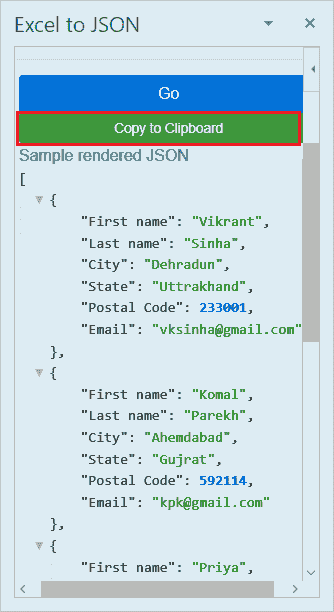 Excel to JSON
Go
Copy to Clipboard
Sample rendered JSON
[
{
"First name": "Vikrant",
"Last name": "Sinha",
"City": "Dehradun",
"State": "Uttrakhand",
"Postal Code": 233001,
"Email": "vksinha@gmail.com"
},
{
"First name": "Komal",
"Last name": "Parekh",
"City": "Ahemdabad",
"State": "Gujrat",
"Postal Code": 592114,
"Email": "kpk@gmail.com"
},
{
"First name": "Priya",